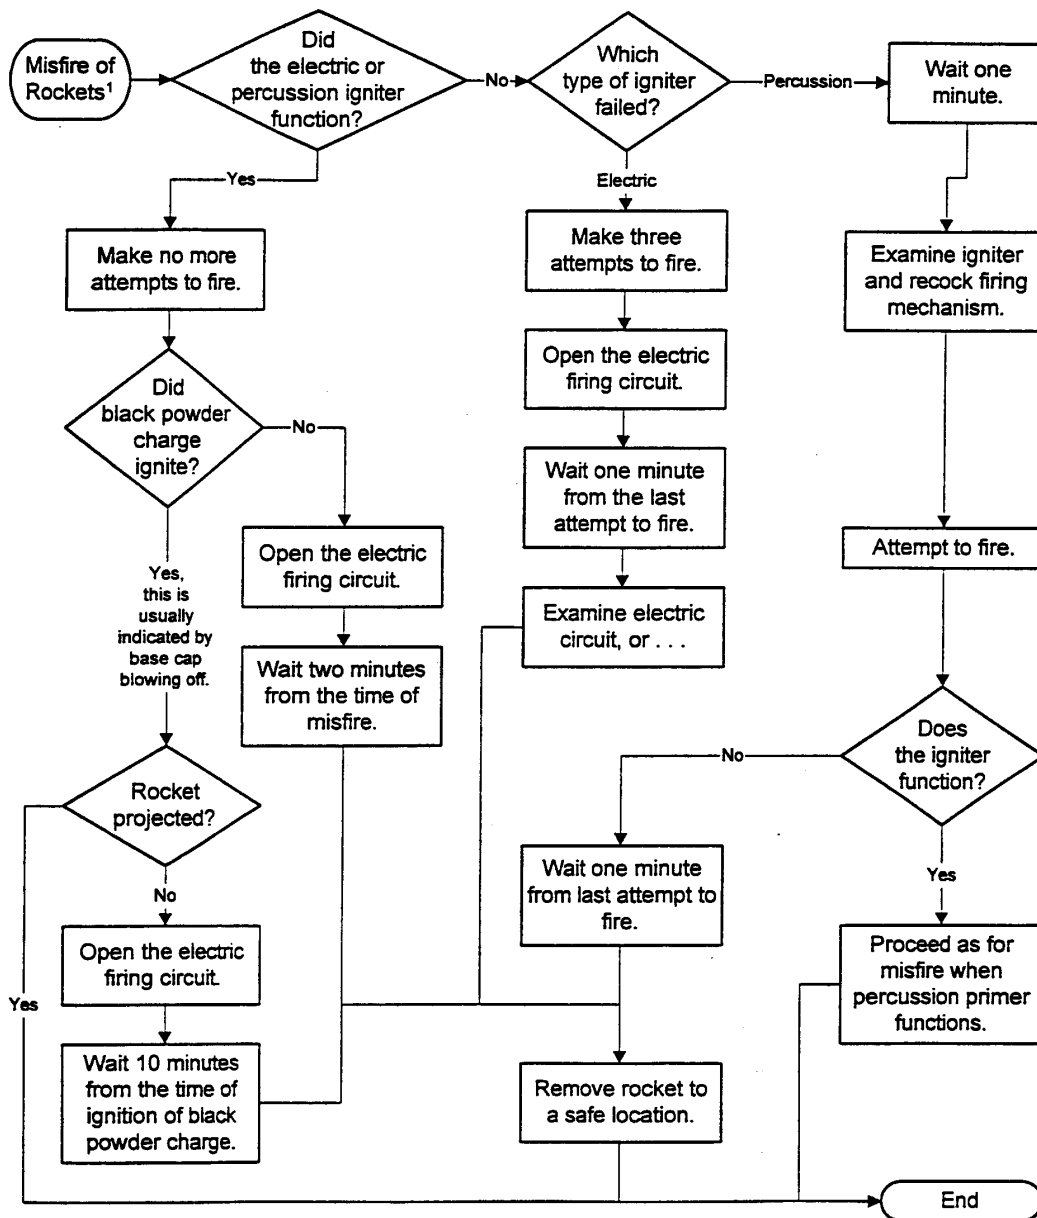 Misfire of
Rockets¹
Did
the electric or
percussion igniter
function?
No
Which
type of igniter
failed?
Percussion
Wait one
minute.
Yes
Electric
Make no more
attempts to fire.
Make three
attempts to fire.
Examine igniter
and recock firing
mechanism.
Did
black powder
charge
ignite?
No
Open the electric
firing circuit.
Wait one minute
from the last
attempt to fire.
Open the electric
firing circuit.
Attempt to fire.
Yes,
this is
usually
indicated by
base cap
blowing off.
Examine electric
circuit, or . . .
Wait two minutes
from the time of
misfire.
Does
the igniter
function?
No
Rocket
projected?
Wait one minute
from last attempt to
fire.
Yes
No
Open the electric
firing circuit.
Proceed as for
misfire when
percussion primer
functions.
Yes
Wait 10 minutes
from the time of
ignition of black
powder charge.
Remove rocket to
a safe location.
End